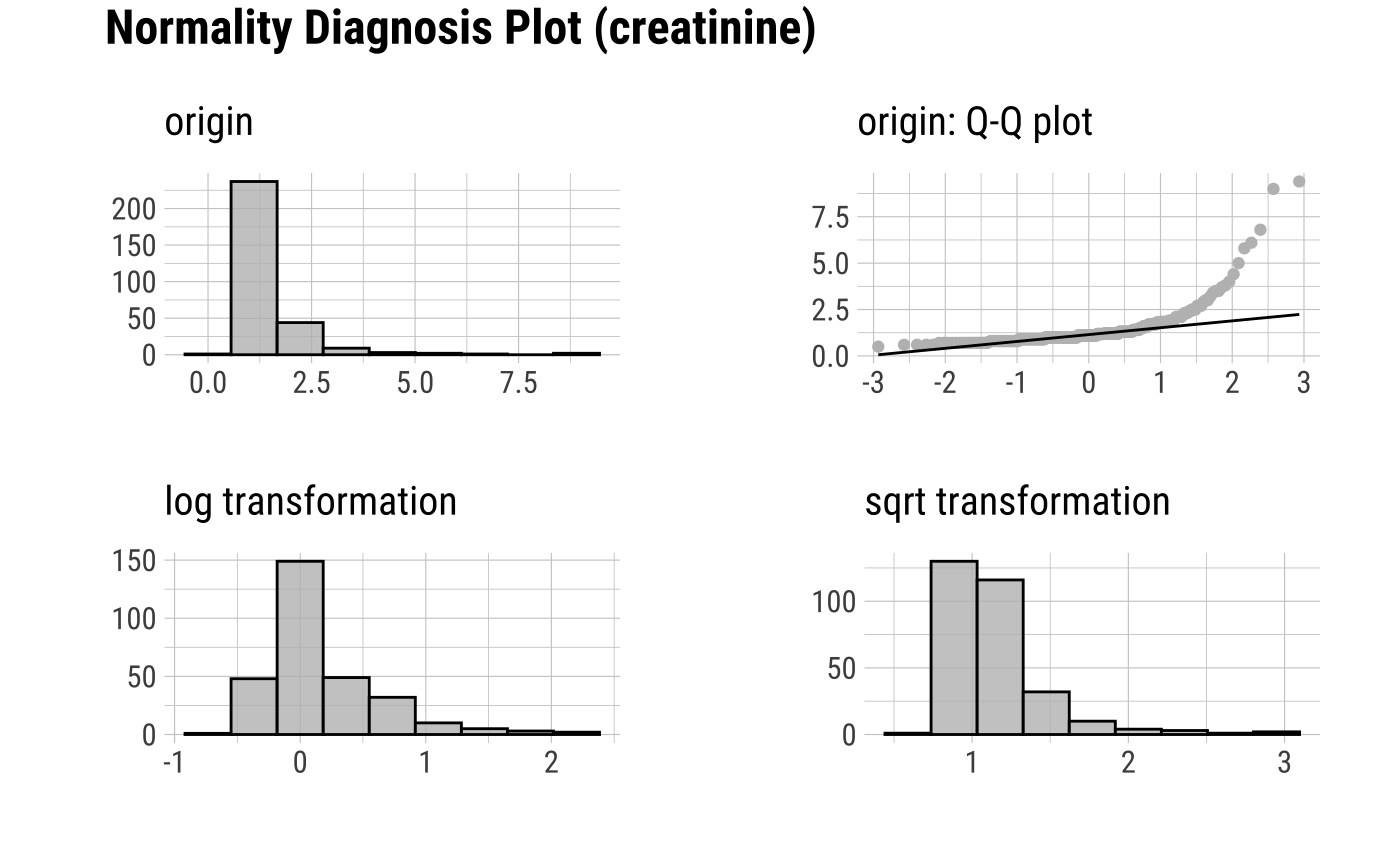 Normality Diagnosis Plot (creatinine)
origin
200
150
100
50
0
0.0 2.5 5.0 7.5
origin: Q-Q plot
7.5
5.0
2.5
0.0
-3 -2 -1 0 1 2 3
log transformation
150
100
50
0
-1 0 1 2
sqrt transformation
100
50
0
1 2 3